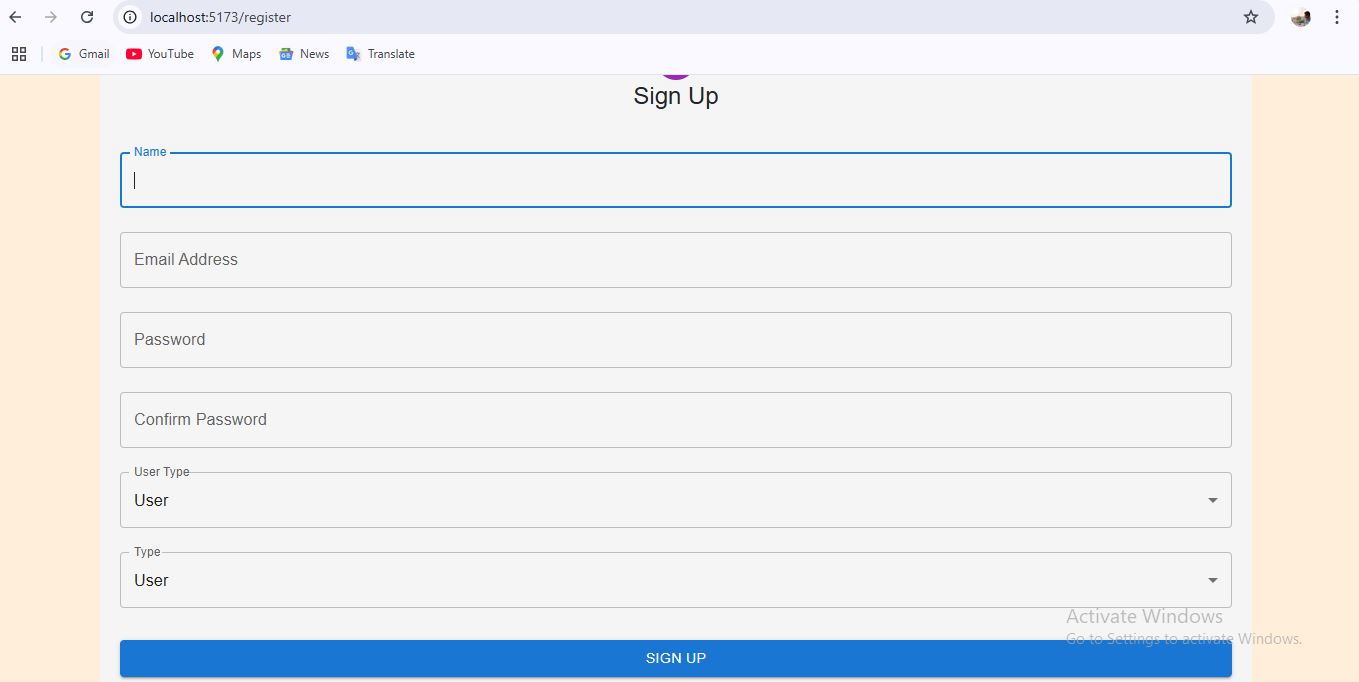 localhost:5173/register
Gmail YouTube Maps News Translate
Sign Up
Name
Email Address
Password
Confirm Password
User Type
User
Type
User
Activate Windows
Go to Settings to activate Windows.
SIGN UP